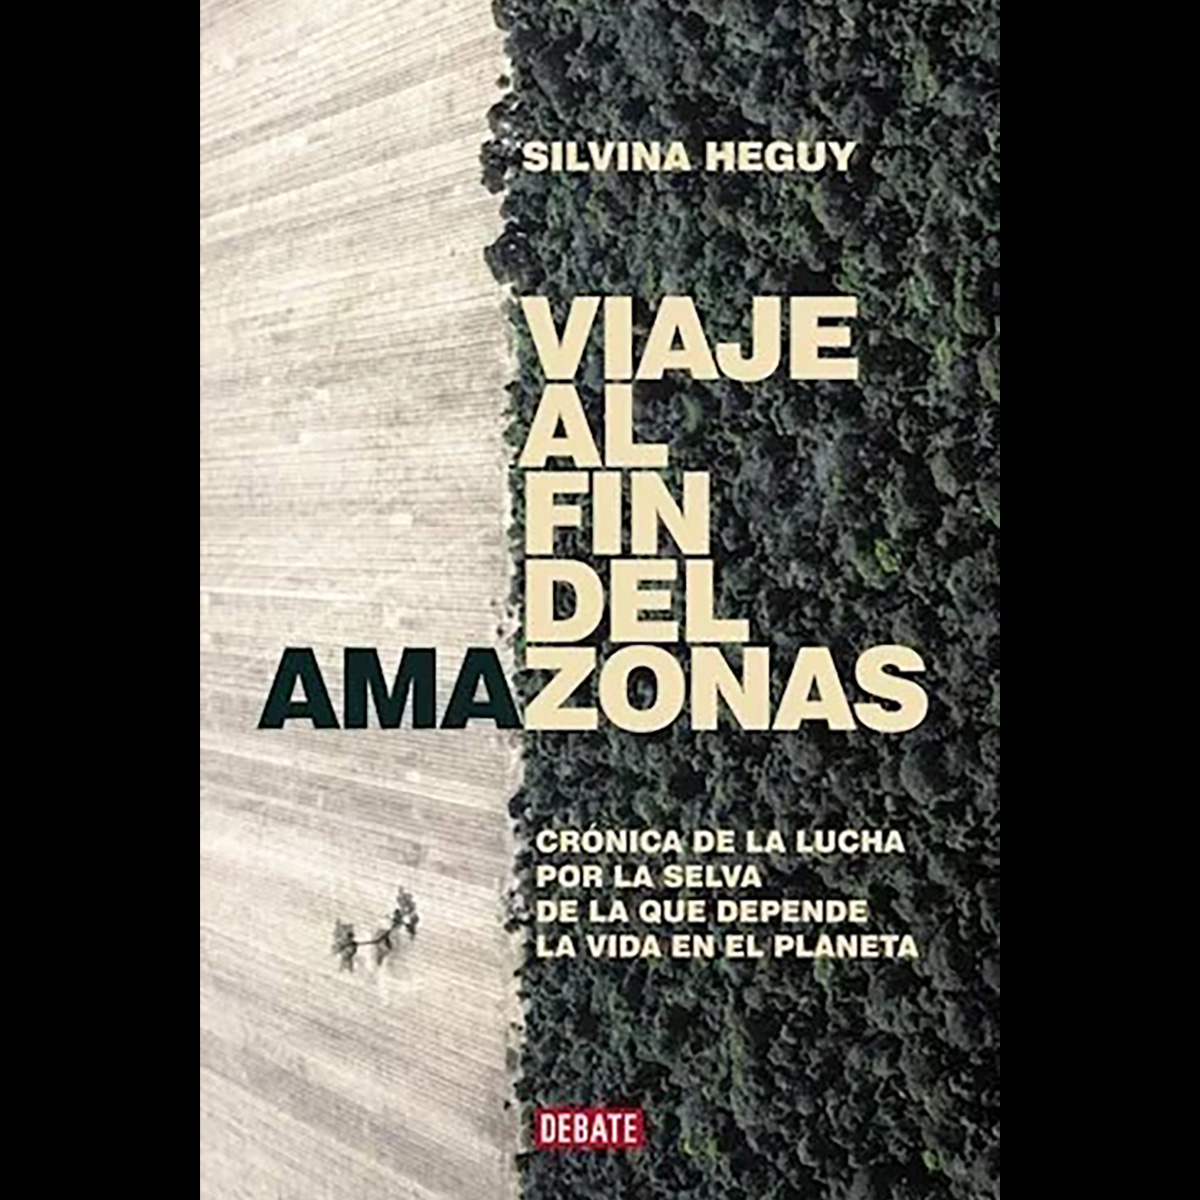 SILVINA HEGUY
VIAJE
AL
FIN
DEL
AMAZONAS
CRÓNICA DE LA LUCHA
POR LA SELVA
DE LA QUE DEPENDE
LA VIDA EN EL PLANETA
DEBATE